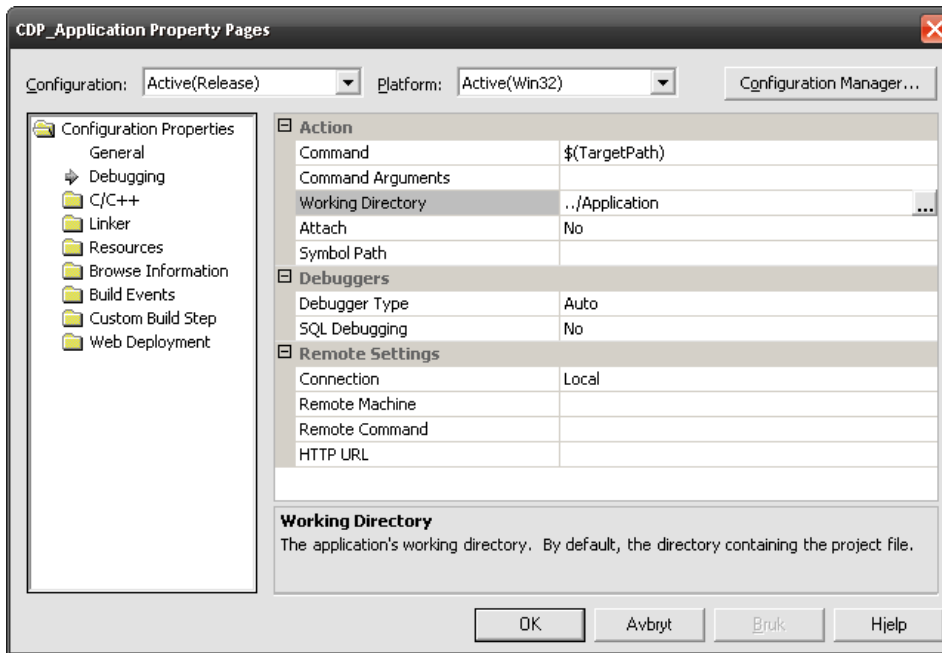 CDP_Application Property Pages
Configuration: Active(Release) Platform: Active(Win32) Configuration Manager...
Configuration Properties
General
Debugging
C/C++
Linker
Resources
Browse Information
Build Events
Custom Build Step
Web Deployment
Action
Command $(TargetPath)
Command Arguments
Working Directory ../Application ...
Attach No
Symbol Path
Debuggers
Debugger Type Auto
SQL Debugging No
Remote Settings
Connection Local
Remote Machine
Remote Command
HTTP URL
Working Directory
The application's working directory. By default, the directory containing the project file.
OK Avbryt Bruk Hjelp